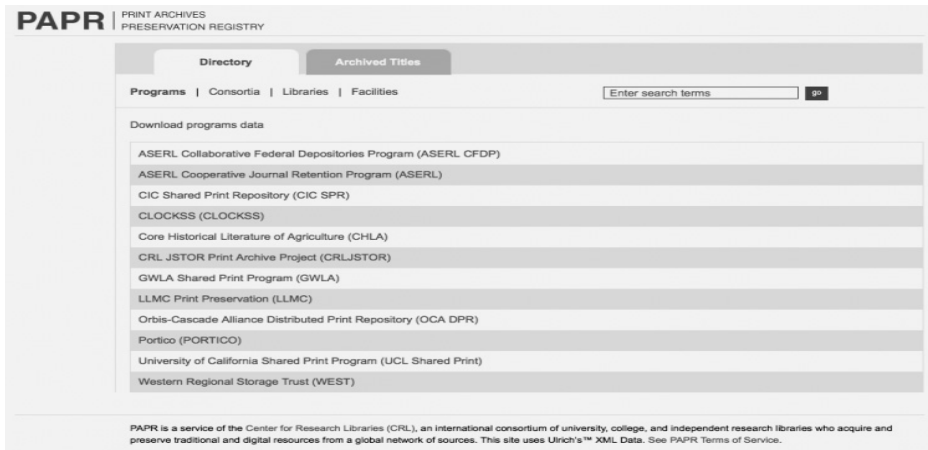 PAPR | PRINT ARCHIVES
PRESERVATION REGISTRY
Directory
Archived Titles
Programs | Consortia | Libraries | Facilities
Enter search terms
go
Download programs data
ASERL Collaborative Federal Depositories Program (ASERL CFDP)
ASERL Cooperative Journal Retention Program (ASERL)
CIC Shared Print Repository (CIC SPR)
CLOCKSS (CLOCKSS)
Core Historical Literature of Agriculture (CHLA)
CRL JSTOR Print Archive Project (CRLJSTOR)
GWLA Shared Print Program (GWLA)
LLMC Print Preservation (LLMC)
Orbis-Cascade Alliance Distributed Print Repository (OCA DPR)
Portico (PORTICO)
University of California Shared Print Program (UCL Shared Print)
Western Regional Storage Trust (WEST)
PAPR is a service of the Center for Research Libraries (CRL), an international consortium of university, college, and independent research libraries who acquire and
preserve traditional and digital resources from a global network of sources. This site uses Ulrich's™ XML Data. See PAPR Terms of Service.